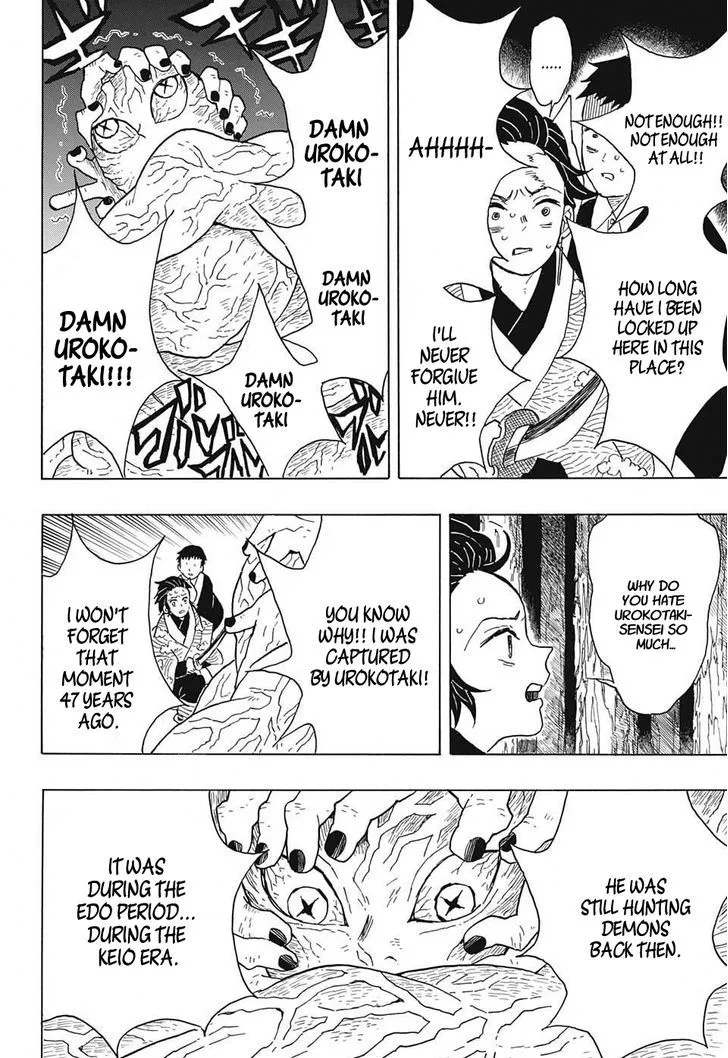 ......
NOT ENOUGH!!
NOT ENOUGH
AT ALL!!
AHHHH-
HOW LONG
HAVE I BEEN
LOCKED UP
HERE IN THIS
PLACE?
I'LL
NEVER
FORGIVE
HIM.
NEVER!!
DAMN
UROKO-
TAKI
DAMN
UROKO-
TAKI
DAMN
UROKO-
TAKI
DAMN
UROKO-
TAKI!!!
WHY DO
YOU HATE
UROKOTAKI-
SENSEI SO
MUCH...
YOU KNOW
WHY!! I WAS
CAPTURED
BY UROKOTAKI!
I WON'T
FORGET
THAT
MOMENT
47 YEARS
AGO.
HE WAS
STILL HUNTING
DEMONS
BACK THEN.
IT WAS
DURING THE
EDO PERIOD...
DURING THE
KEIO ERA.